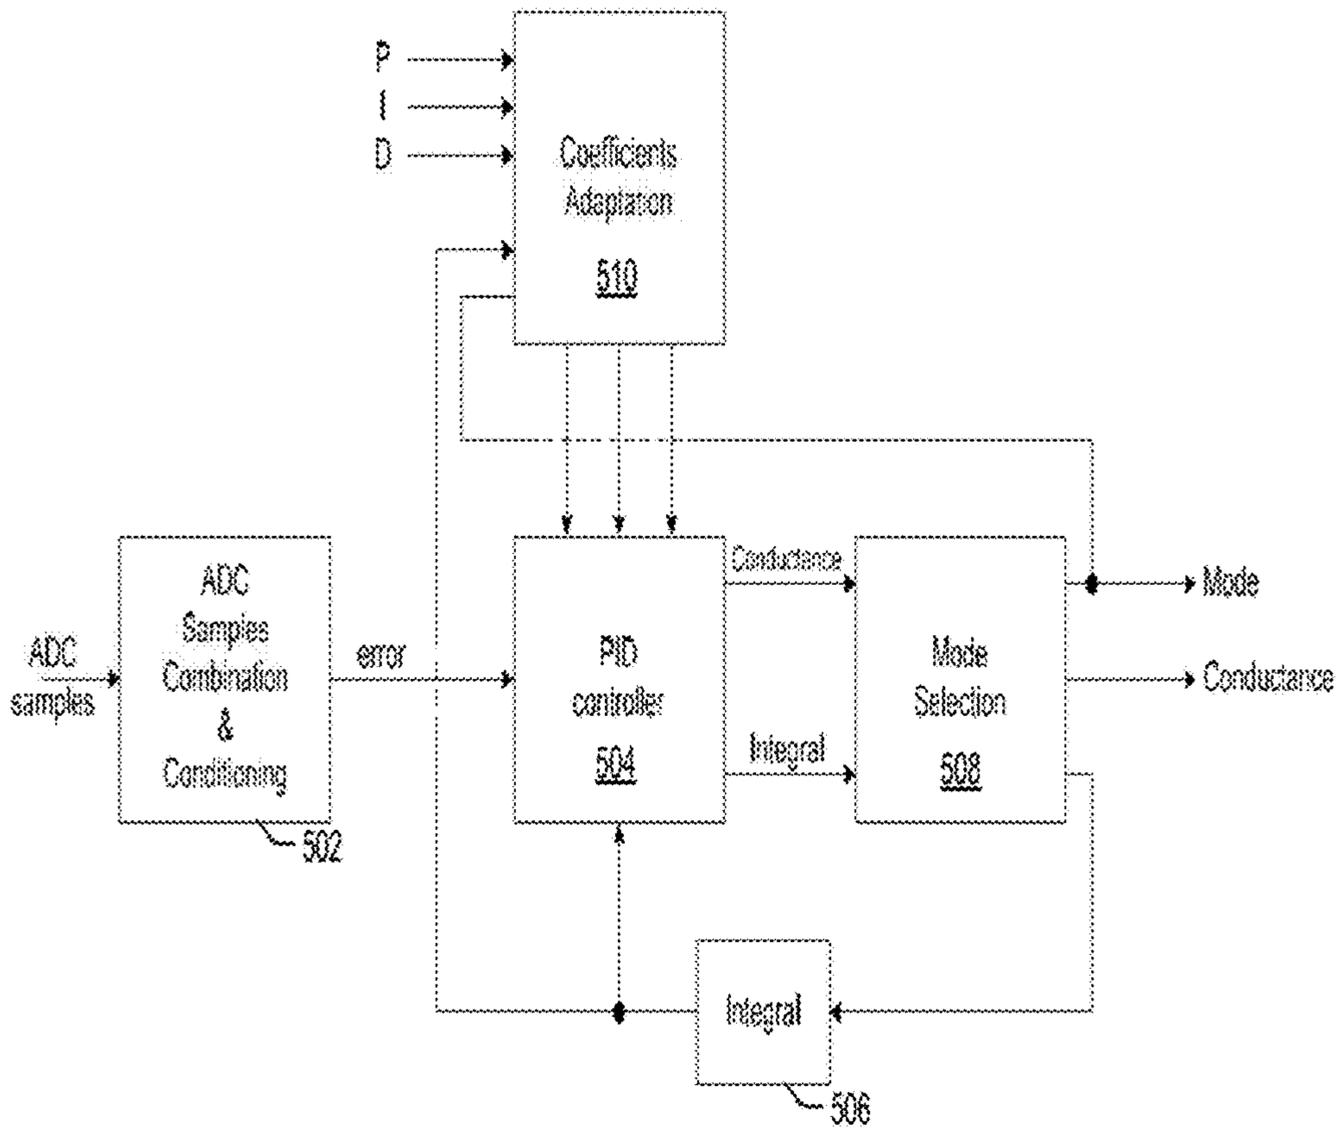 P
I
D
Coefficients
Adaptation
510
ADC
samples
ADC
Samples
Combination
&
Conditioning
502
error
PID
controller
504
Conductance
Integral
Mode
Selection
508
Mode
Conductance
Integral
506